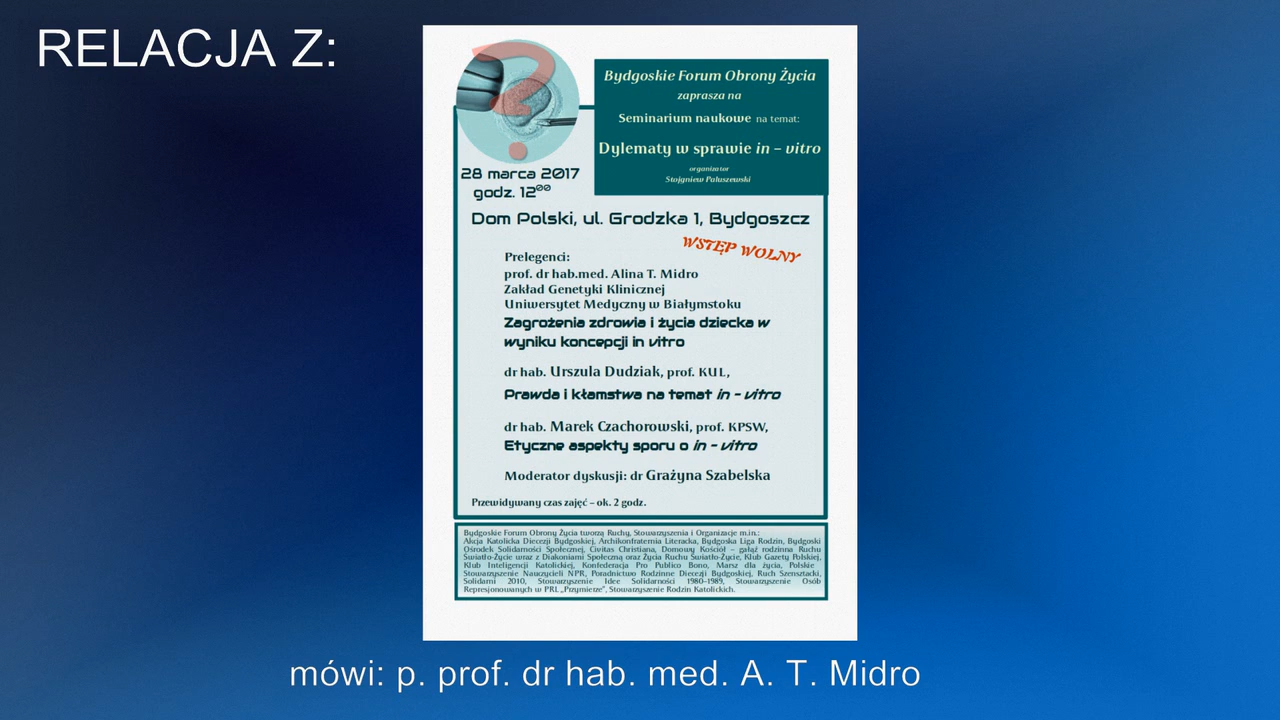 RELACJA Z:
?
Bydgoskie Forum Obrony Życia
zaprasza na
Seminarium naukowe na temat:
Dylematy w sprawie in – vitro
organizator
Stojgniew Paluszewski
28 marca 2017
godz. 12⁰⁰
Dom Polski, ul. Grodzka 1, Bydgoszcz
WSTĘP WOLNY
Prelegenci:
prof. dr hab.med. Alina T. Midro
Zakład Genetyki Klinicznej
Uniwersytet Medyczny w Białymstoku
Zagrożenia zdrowia i życia dziecka w
wyniku koncepcji in vitro
dr hab. Urszula Dudziak, prof. KUL,
Prawda i kłamstwa na temat in – vitro
dr hab. Marek Czachorowski, prof. KPSW,
Etyczne aspekty sporu o in – vitro
Moderator dyskusji: dr Grażyna Szabelska
Przewidywany czas zajęć – ok. 2 godz.
Bydgoskie Forum Obrony Życia tworzą Ruchy, Stowarzyszenia i Organizacje m.in.:
Akcja Katolicka Diecezji Bydgoskiej, Archikonfraternia Literacka, Bydgoska Liga Rodzin, Bydgoski
Ośrodek Solidarności Społecznej, Civitas Christiana, Domowy Kościół – gałąź rodzinna Ruchu
Światło-Życie wraz z Diakoniami Społeczną oraz Życia Ruchu Światło-Życie, Klub Gazety Polskiej,
Klub Inteligencji Katolickiej, Konfederacja Pro Publico Bono, Marsz dla życia, Polskie
Stowarzyszenie Nauczycieli NPR, Poradnictwo Rodzinne Diecezji Bydgoskiej, Ruch Szensztacki,
Solidarni 2010, Stowarzyszenie Idee Solidarności 1980–1989, Stowarzyszenie Osób
Represjonowanych w PRL „Przymierze”, Stowarzyszenie Rodzin Katolickich.
mówi: p. prof. dr hab. med. A. T. Midro